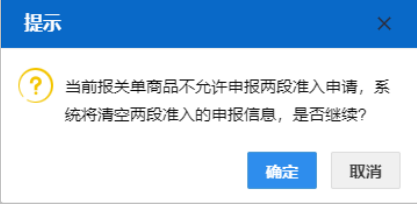 提示
当前报关单商品不允许申报两段准入申请，系
统将清空两段准入的申报信息，是否继续?
确定
取消